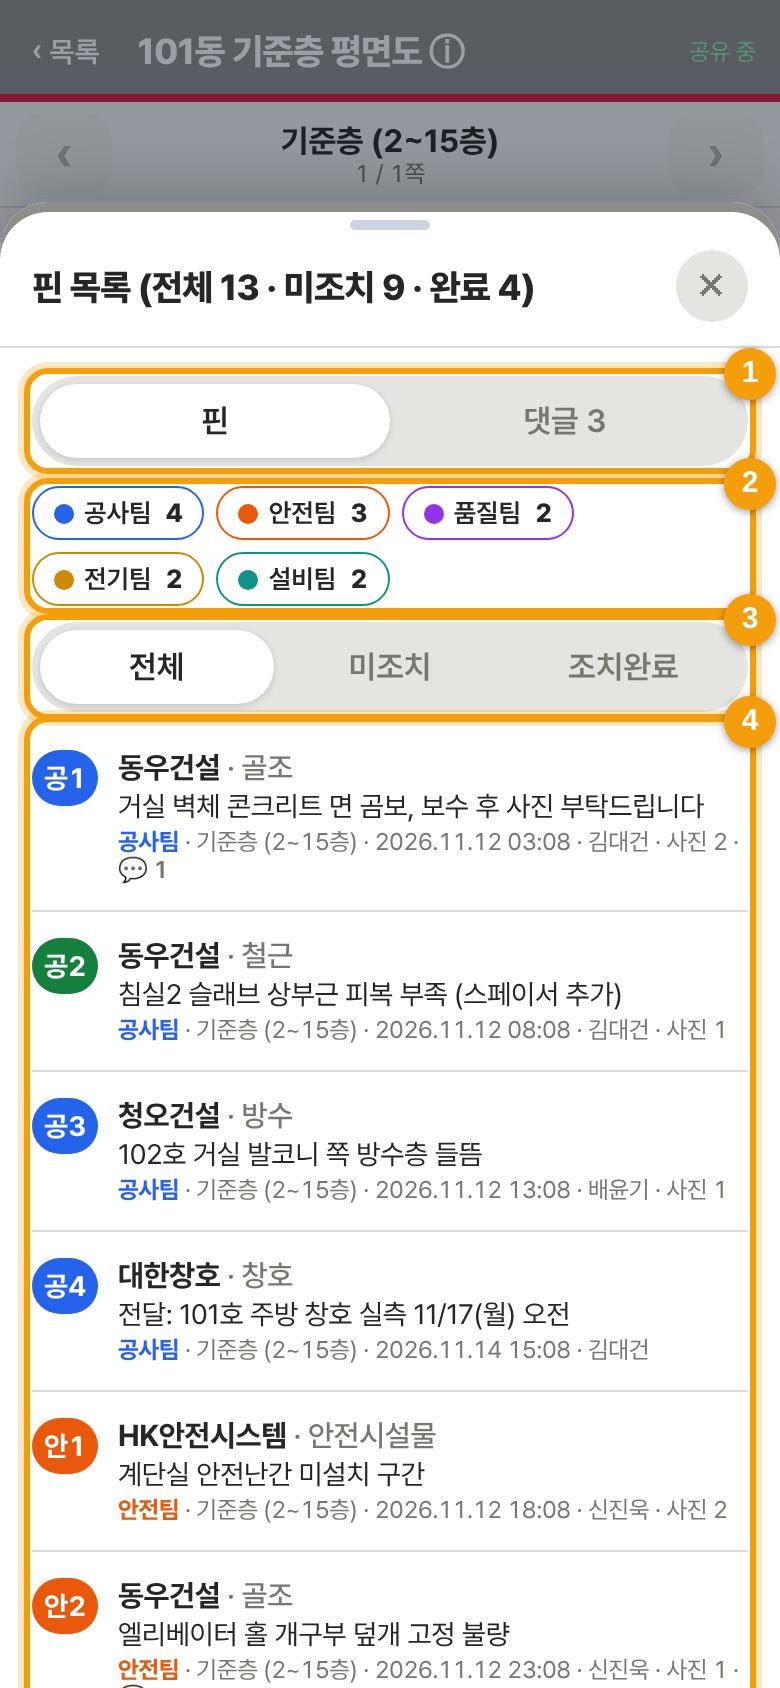 ‹ 목록 101동 기준층 평면도 ⓘ 공유 중
‹ 기준층 (2~15층) ›
1 / 1쪽
핀 목록 (전체 13 · 미조치 9 · 완료 4) ✕
1
핀 댓글 3
2
공사팀 4 안전팀 3 품질팀 2
전기팀 2 설비팀 2
3
전체 미조치 조치완료
4
공1 동우건설 · 골조
거실 벽체 콘크리트 면 곰보, 보수 후 사진 부탁드립니다
공사팀 · 기준층 (2~15층) · 2026.11.12 03:08 · 김대건 · 사진 2 ·
💬 1
공2 동우건설 · 철근
침실2 슬래브 상부근 피복 부족 (스페이서 추가)
공사팀 · 기준층 (2~15층) · 2026.11.12 08:08 · 김대건 · 사진 1
공3 청오건설 · 방수
102호 거실 발코니 쪽 방수층 들뜸
공사팀 · 기준층 (2~15층) · 2026.11.12 13:08 · 배윤기 · 사진 1
공4 대한창호 · 창호
전달: 101호 주방 창호 실측 11/17(월) 오전
공사팀 · 기준층 (2~15층) · 2026.11.14 15:08 · 김대건
안1 HK안전시스템 · 안전시설물
계단실 안전난간 미설치 구간
안전팀 · 기준층 (2~15층) · 2026.11.12 18:08 · 신진욱 · 사진 2
안2 동우건설 · 골조
엘리베이터 홀 개구부 덮개 고정 불량
안전팀 · 기준층 (2~15층) · 2026.11.12 23:08 · 신진욱 · 사진 1 ·